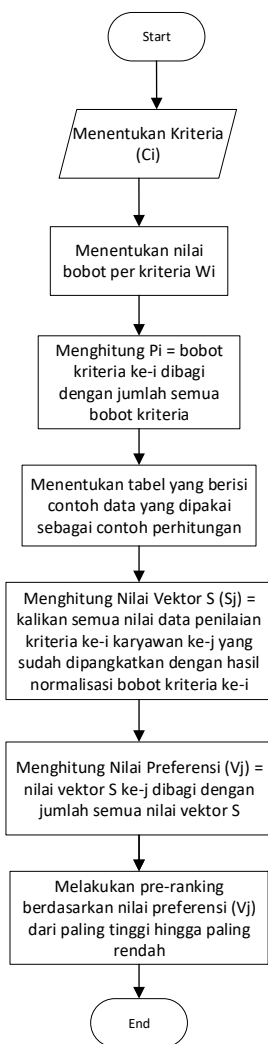 Start
Menentukan Kriteria
(Ci)
Menentukan nilai
bobot per kriteria Wi
Menghitung Pi = bobot
kriteria ke-i dibagi
dengan jumlah semua
bobot kriteria
Menentukan tabel yang berisi
contoh data yang dipakai
sebagai contoh perhitungan
Menghitung Nilai Vektor S (Sj) =
kalikan semua nilai data penilaian
kriteria ke-i karyawan ke-j yang
sudah dipangkatkan dengan hasil
normalisasi bobot kriteria ke-i
Menghitung Nilai Preferensi (Vj) =
nilai vektor S ke-j dibagi dengan
jumlah semua nilai vektor S
Melakukan pre-ranking
berdasarkan nilai preferensi (Vj)
dari paling tinggi hingga paling
rendah
End